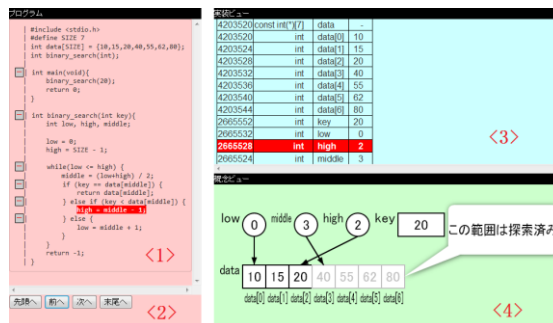 プログラム
#include <stdio.h>
#define SIZE 7
int data[SIZE] = {10,15,20,40,55,62,80};
int binary_search(int);
int main(void){
binary_search(20);
return 0;
}
int binary_search(int key){
int low, high, middle;
low = 0;
high = SIZE - 1;
while(low <= high) {
middle = (low+high) / 2;
if (key == data[middle]) {
return data[middle];
} else if (key < data[middle]) {
high = middle - 1;
} else {
low = middle + 1;
}
}
return -1;
}
<1>
先頭へ 前へ 次へ 末尾へ
<2>
実装ビュー
4203520 const int(*)[7] data -
4203520 int data[0] 10
4203524 int data[1] 15
4203528 int data[2] 20
4203532 int data[3] 40
4203536 int data[4] 55
4203540 int data[5] 62
4203544 int data[6] 80
2665552 int key 20
2665532 int low 0
2665528 int high 2
2665524 int middle 3
<3>
low 0 middle 3 high 2 key 20
この範囲は探索済み
data 10 15 20 40 55 62 80
data[0] data[1] data[2] data[3] data[4] data[5] data[6]
<4>